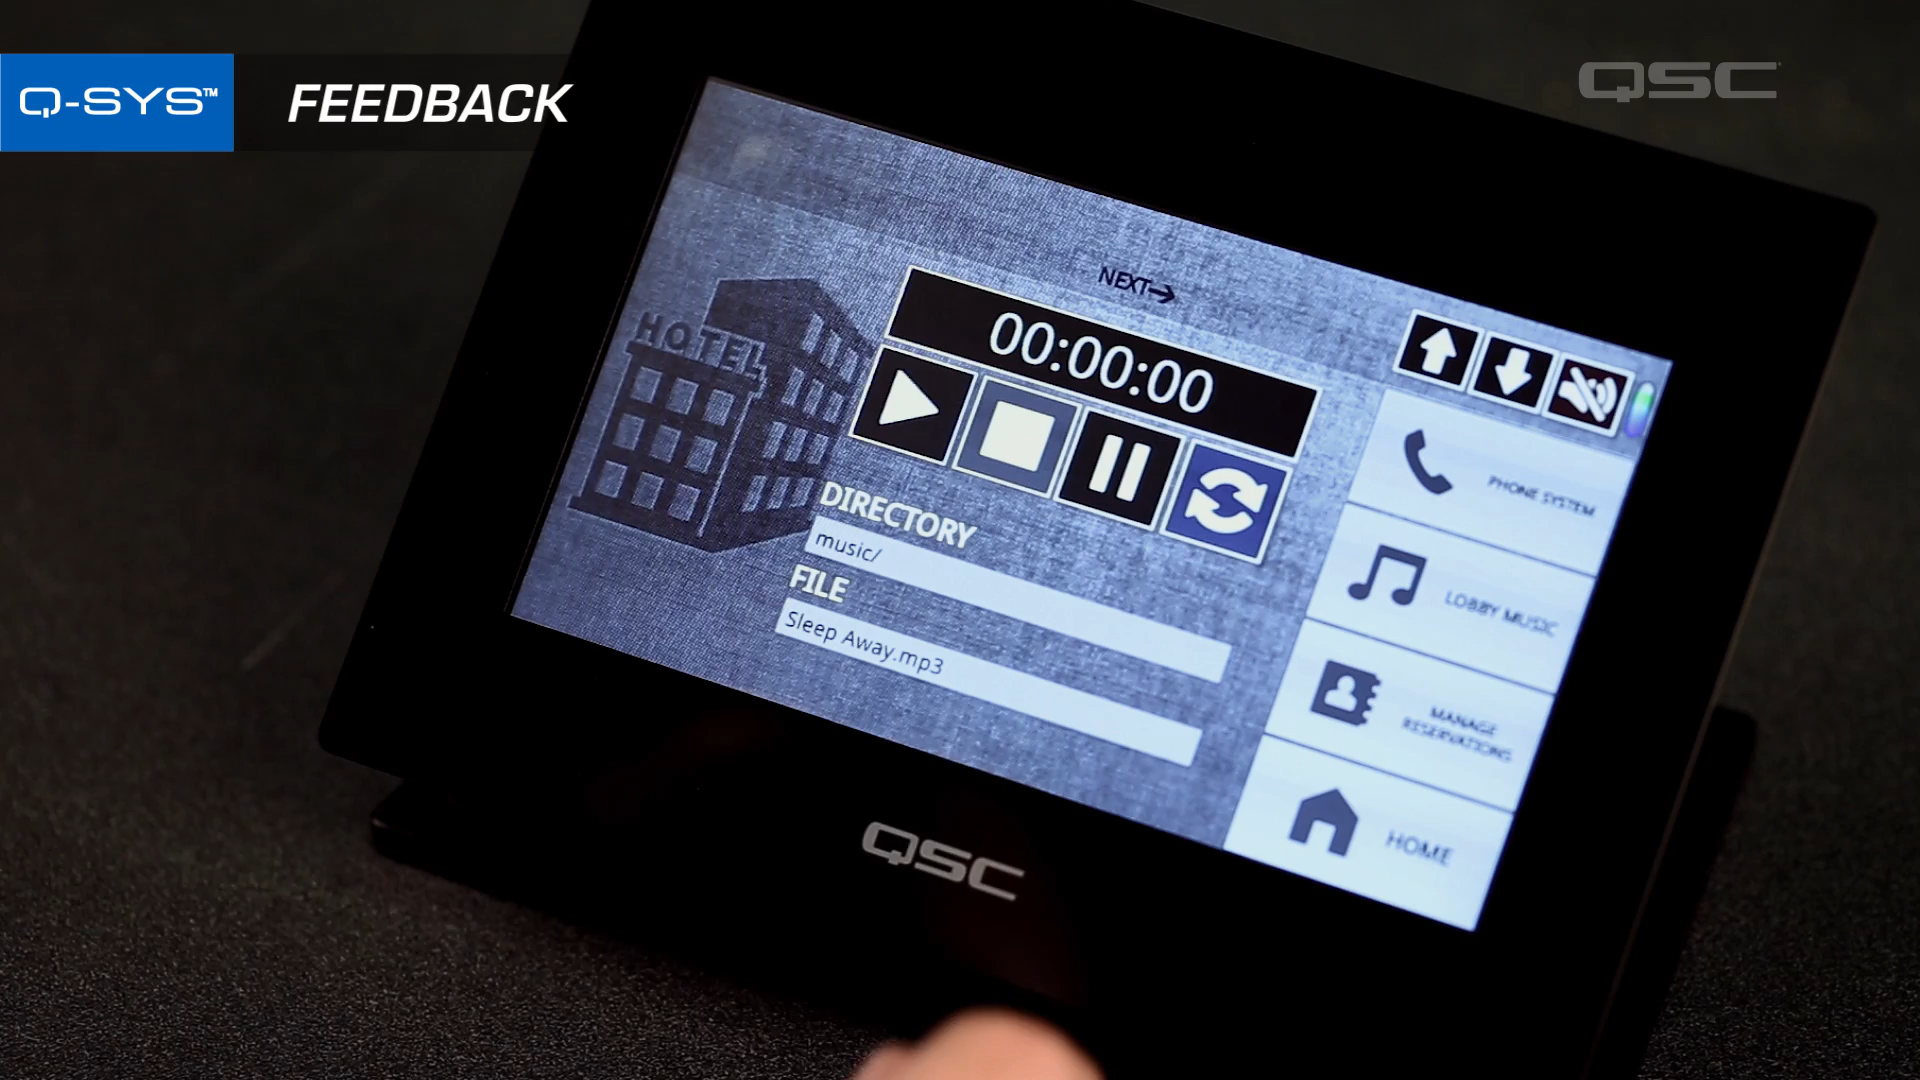 Q-SYS™
FEEDBACK
QSC
NEXT→
00:00:00
HOTEL
DIRECTORY
music/
FILE
Sleep Away.mp3
PHONE SYSTEM
LOBBY MUSIC
MANAGE
RESERVATIONS
HOME
QSC